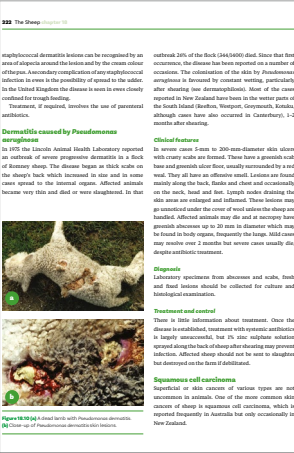 322 The Sheep chapter 18
staphylococcal dermatitis lesions can be recognised by an
area of alopecia around the lesion and by the cream colour
of the pus. A secondary complication of any staphylococcal
infection in ewes is the possibility of spread to the udder.
In the United Kingdom the disease is seen in ewes closely
confined for trough feeding.
Treatment, if required, involves the use of parenteral
antibiotics.
Dermatitis caused by Pseudomonas
aeruginosa
In 1975 the Lincoln Animal Health Laboratory reported
an outbreak of severe progressive dermatitis in a flock
of Romney sheep. The disease began as thick scabs on
the sheep's back which increased in size and in some
cases spread to the internal organs. Affected animals
became very thin and died or were slaughtered. In that
a
b
Figure 18.10 (a) A dead lamb with Pseudomonas dermatitis.
(b) Close-up of Pseudomonas dermatitis skin lesions.
outbreak 24% of the flock (344/1400) died. Since that first
occurrence, the disease has been reported on a number of
occasions. The colonisation of the skin by Pseudomonas
aeruginosa is favoured by constant wetting, particularly
after shearing (see dermatophilosis). Most of the cases
reported in New Zealand have been in the wetter parts of
the South Island (Reefton, Westport, Greymouth, Kotuku,
although cases have also occurred in Canterbury), 1–2
months after shearing.
Clinical features
In severe cases 5-mm to 200-mm-diameter skin ulcers
with crusty scabs are formed. These have a greenish scab
base and greenish ulcer floor, usually surrounded by a red
weal. They all have an offensive smell. Lesions are found
mainly along the back, flanks and chest and occasionally
on the neck, head and feet. Lymph nodes draining the
skin areas are enlarged and inflamed. These lesions may
go unnoticed under the cover of wool unless the sheep are
handled. Affected animals may die and at necropsy have
greenish abscesses up to 20 mm in diameter which may
be found in body organs, frequently the lungs. Mild cases
may resolve over 2 months but severe cases usually die,
despite antibiotic treatment.
Diagnosis
Laboratory specimens from abscesses and scabs, fresh
and fixed lesions should be collected for culture and
histological examination.
Treatment and control
There is little information about treatment. Once the
disease is established, treatment with systemic antibiotics
is largely unsuccessful, but 1% zinc sulphate solution
sprayed along the back of sheep after shearing may prevent
infection. Affected sheep should not be sent to slaughter
but destroyed on the farm if debilitated.
Squamous cell carcinoma
Superficial or skin cancers of various types are not
uncommon in animals. One of the more common skin
cancers of sheep is squamous cell carcinoma, which is
reported frequently in Australia but only occasionally in
New Zealand.